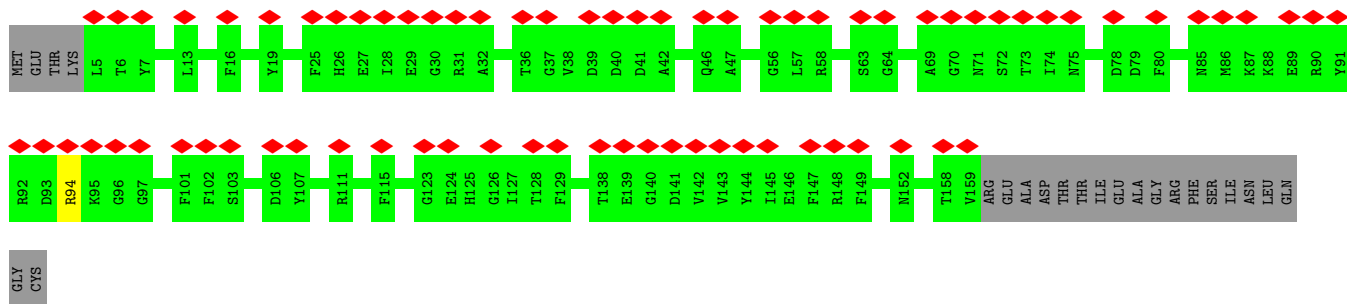 MET GLU THR LYS L5 T6 Y7 L13 F16 Y19 F25 H26 E27 I28 E29 G30 R31 A32 T36 G37 V38 D39 D40 D41 A42 Q46 A47 G56 L57 R58 S63 G64 A69 G70 N71 S72 T73 I74 N75 D78 D79 F80 N85 M86 K87 K88 E89 R90 Y91
R92 D93 R94 K95 G96 G97 F101 F102 S103 D106 Y107 R111 F115 G123 E124 H125 G126 I127 T128 F129 T138 E139 G140 D141 V142 V143 Y144 I145 E146 F147 R148 F149 N152 T158 V159 ARG GLU ALA ASP THR THR ILE GLU ALA GLY ARG PHE SER ILE ASN LEU GLN
GLY CYS